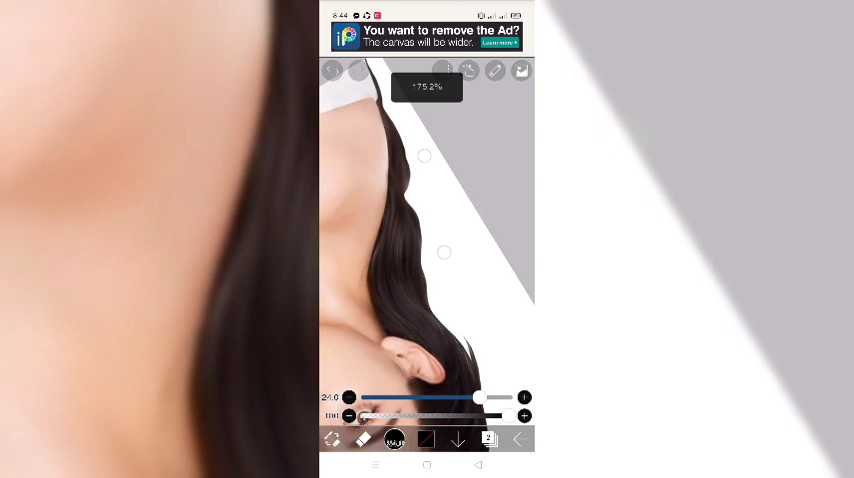 8:44
You want to remove the Ad?
The canvas will be wider.
Learn more
175.2%
24.0
100
2